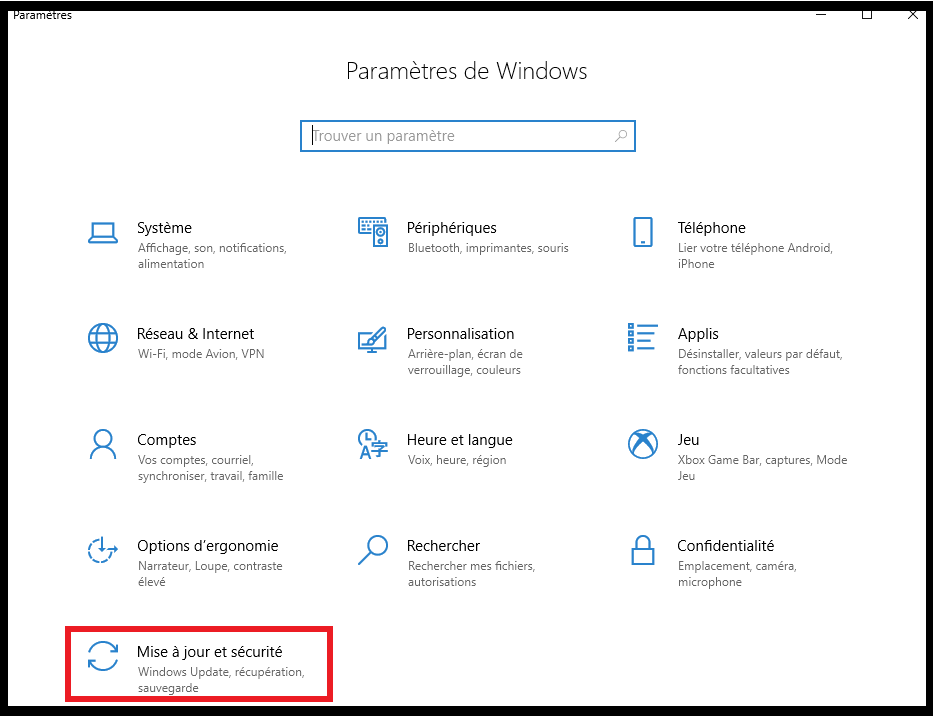 Paramètres
Paramètres de Windows
Trouver un paramètre
Système
Affichage, son, notifications,
alimentation
Périphériques
Bluetooth, imprimantes, souris
Téléphone
Lier votre téléphone Android,
iPhone
Réseau & Internet
Wi-Fi, mode Avion, VPN
Personnalisation
Arrière-plan, écran de
verrouillage, couleurs
Applis
Désinstaller, valeurs par défaut,
fonctions facultatives
Comptes
Vos comptes, courriel,
synchroniser, travail, famille
Heure et langue
Voix, heure, région
Jeu
Xbox Game Bar, captures, Mode
Jeu
Options d’ergonomie
Narrateur, Loupe, contraste
élevé
Rechercher
Rechercher mes fichiers,
autorisations
Confidentialité
Emplacement, caméra,
microphone
Mise à jour et sécurité
Windows Update, récupération,
sauvegarde